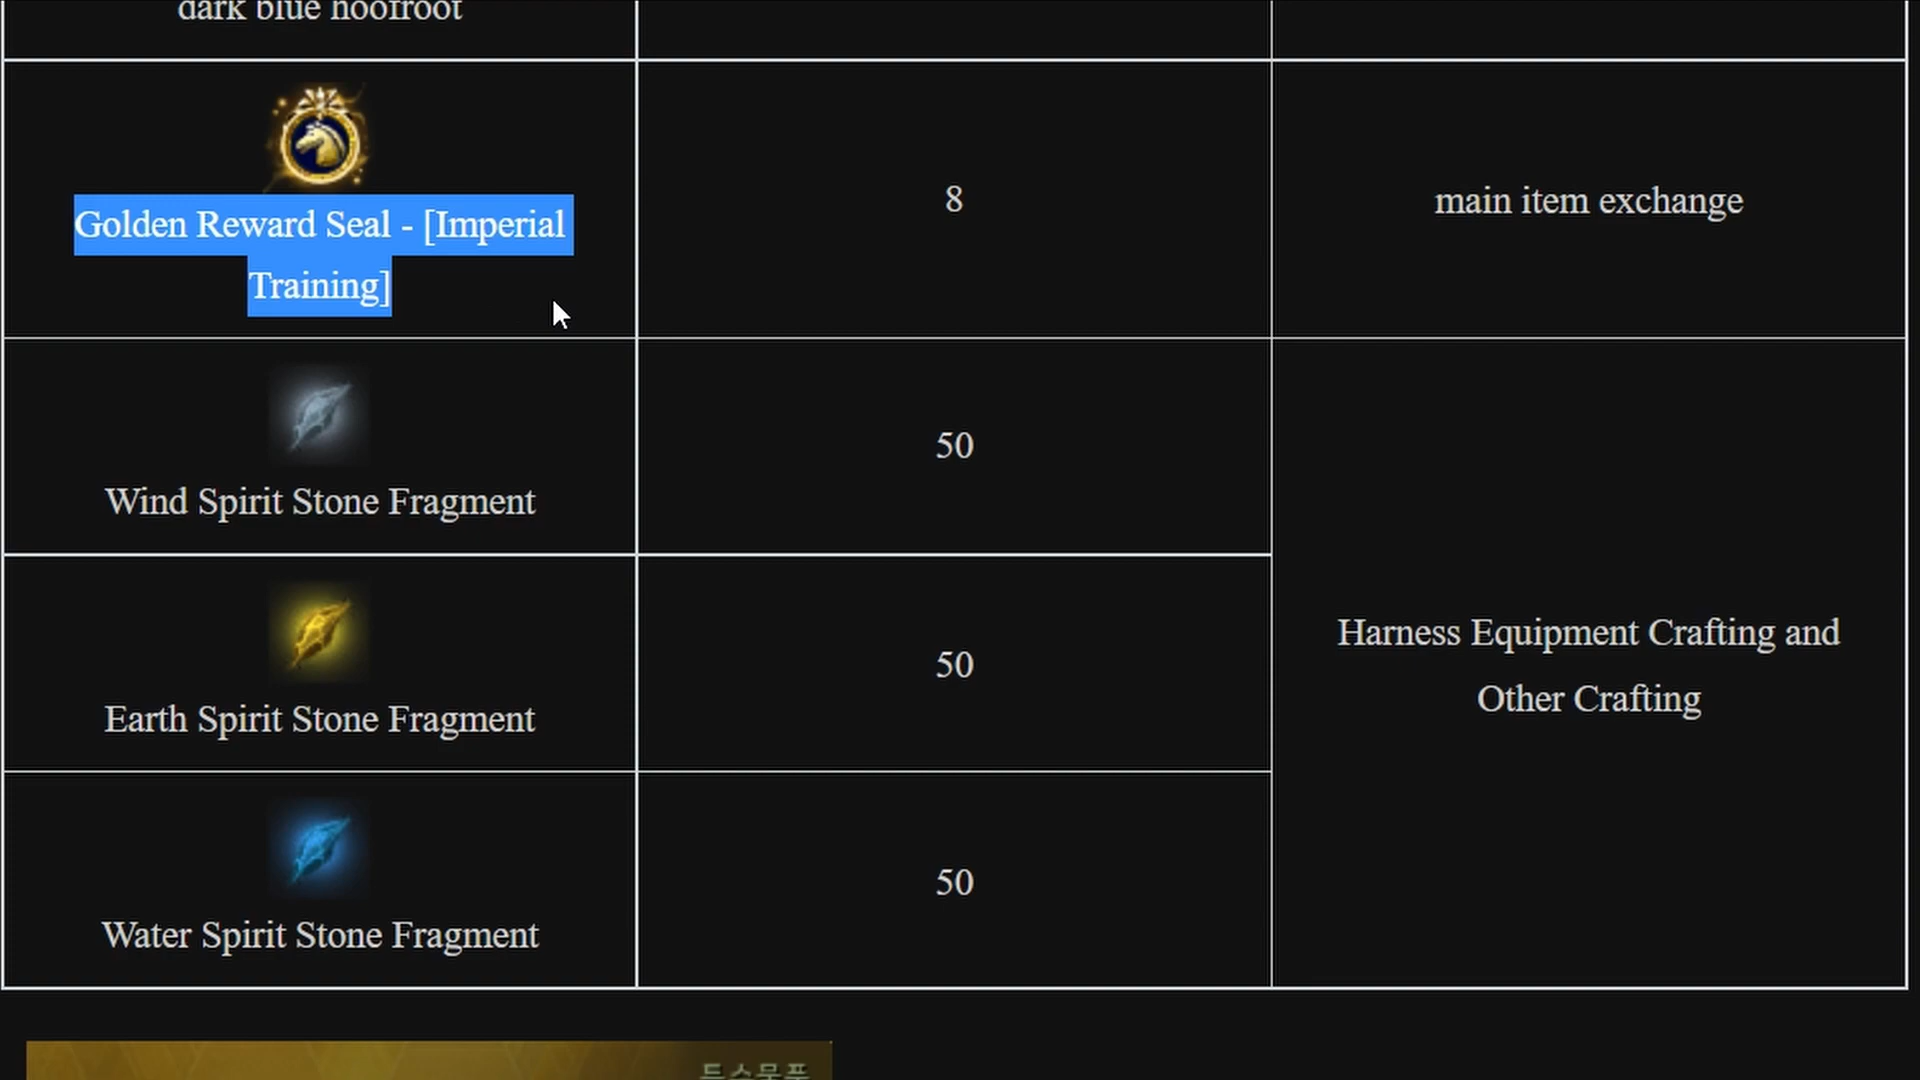 dark blue hoofroot
Golden Reward Seal - [Imperial
Training]
8
main item exchange
Wind Spirit Stone Fragment
50
Earth Spirit Stone Fragment
50
Harness Equipment Crafting and
Other Crafting
Water Spirit Stone Fragment
50